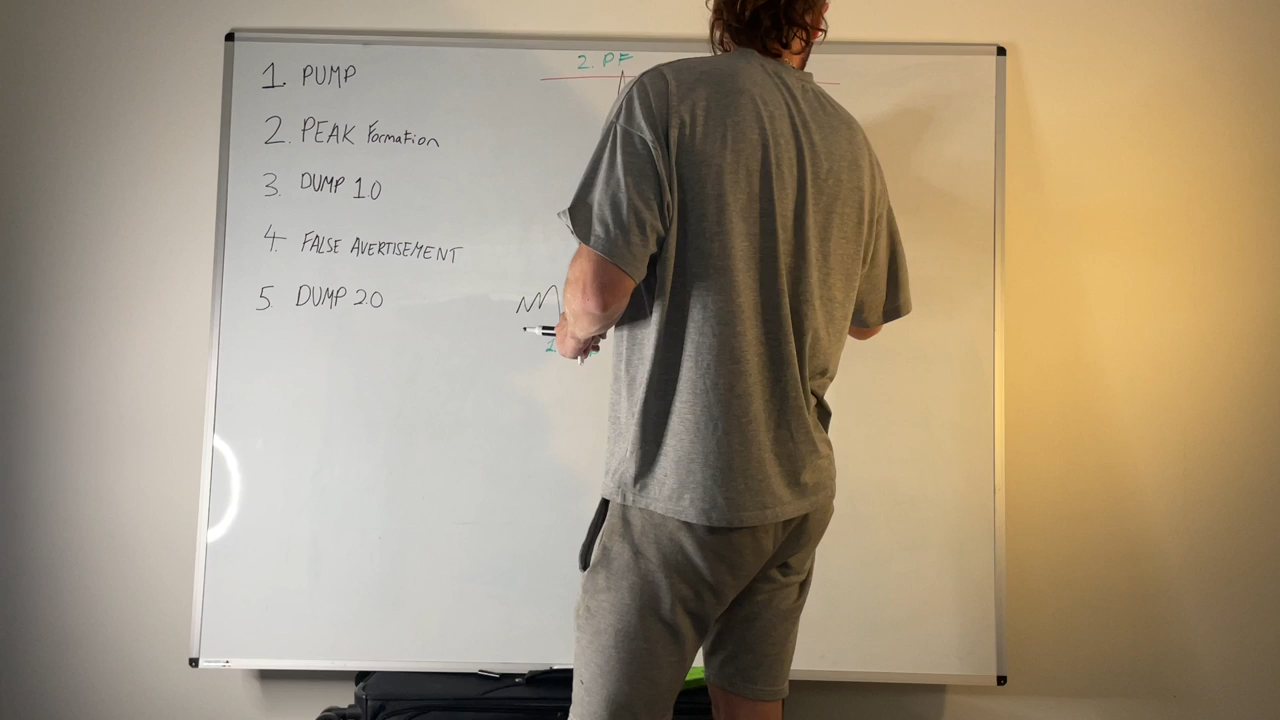 1. PUMP
2. PEAK Formation
3. DUMP 1.0
4. FALSE AVERTISEMENT
5 DUMP 2.0
2. PF